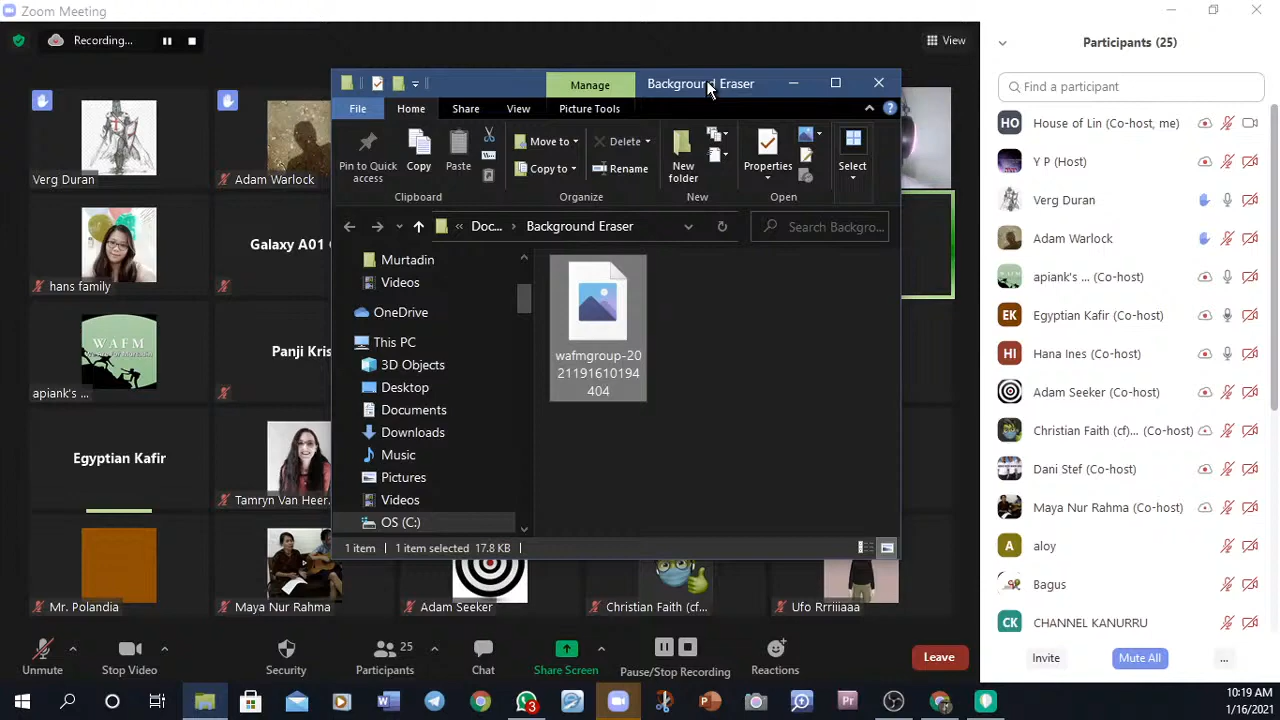 Zoom Meeting
Recording...
View
Participants (25)
Find a participant
Verg Duran
Adam Warlock
hans family
Galaxy A01
apiank's ...
WAFM
Panji Kris
Egyptian Kafir
Tamryn Van Heer.
Mr. Polandia
Maya Nur Rahma
Adam Seeker
Christian Faith (cf...
Ufo Rrriiiaaa
Manage
Background Eraser
File
Home
Share
View
Picture Tools
Pin to Quick access
Copy
Paste
Move to
Copy to
Delete
Rename
New folder
Properties
Select
Clipboard
Organize
New
Open
Doc...
Background Eraser
Search Backgro...
Murtadin
Videos
OneDrive
This PC
3D Objects
Desktop
Documents
Downloads
Music
Pictures
Videos
OS (C:)
wafmgroup-20
21191610194
404
1 item
1 item selected 17.8 KB
HO House of Lin (Co-host, me)
Y P (Host)
Verg Duran
Adam Warlock
apiank's ... (Co-host)
EK Egyptian Kafir (Co-host)
HI Hana Ines (Co-host)
Adam Seeker (Co-host)
Christian Faith (cf)... (Co-host)
Dani Stef (Co-host)
Maya Nur Rahma (Co-host)
A aloy
Bagus
CK CHANNEL KANURRU
Invite
Mute All
...
Unmute
Stop Video
Security
25
Participants
Chat
Share Screen
Pause/Stop Recording
Reactions
Leave
3
10:19 AM
1/16/2021